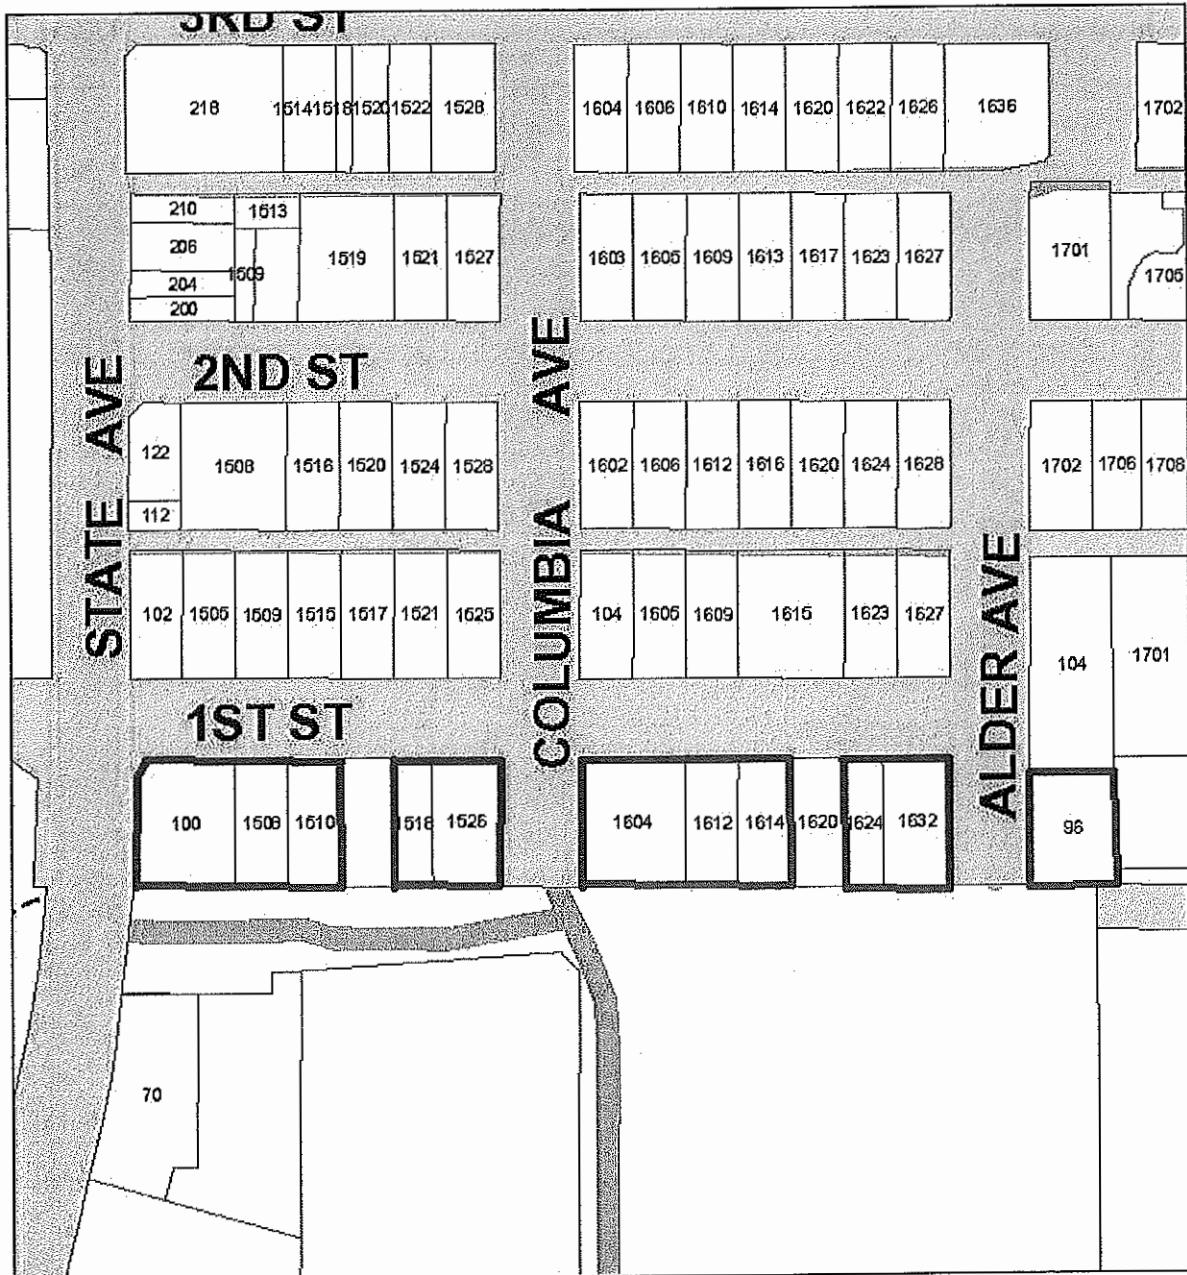 3RD ST
218 1514 1518 1520 1522 1528 1604 1606 1610 1614 1620 1622 1626 1636 1702
210 1513
206 1509 1519 1521 1527 1603 1605 1609 1613 1617 1623 1627 1701 1705
204
200
2ND ST
STATE AVE
COLUMBIA AVE
122 1508 1516 1520 1524 1528 1602 1606 1612 1616 1620 1624 1628 1702 1706 1708
112
102 1505 1509 1515 1517 1521 1525 104 1605 1609 1615 1623 1627 104 1701
1ST ST
ALDER AVE
100 1508 1510 1518 1526 1604 1612 1614 1620 1624 1632 98
70